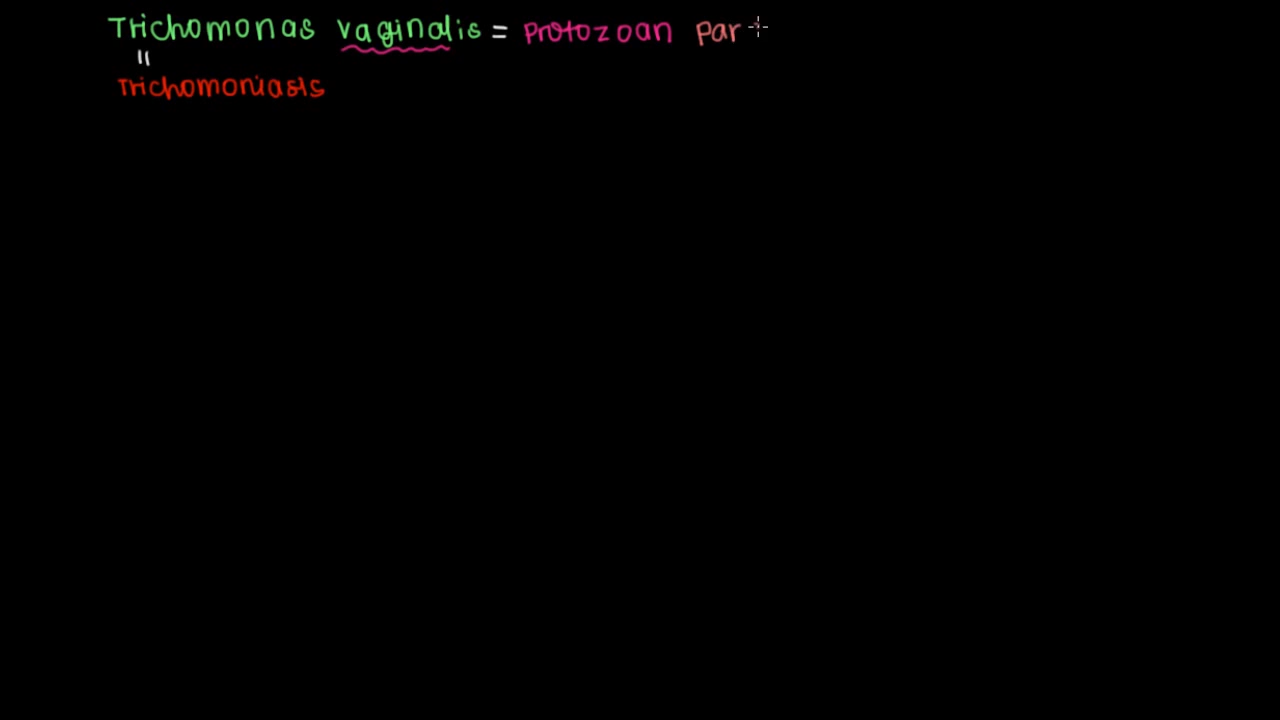 Trichomonas vaginalis = Protozoan Par
=
Trichomoniasis